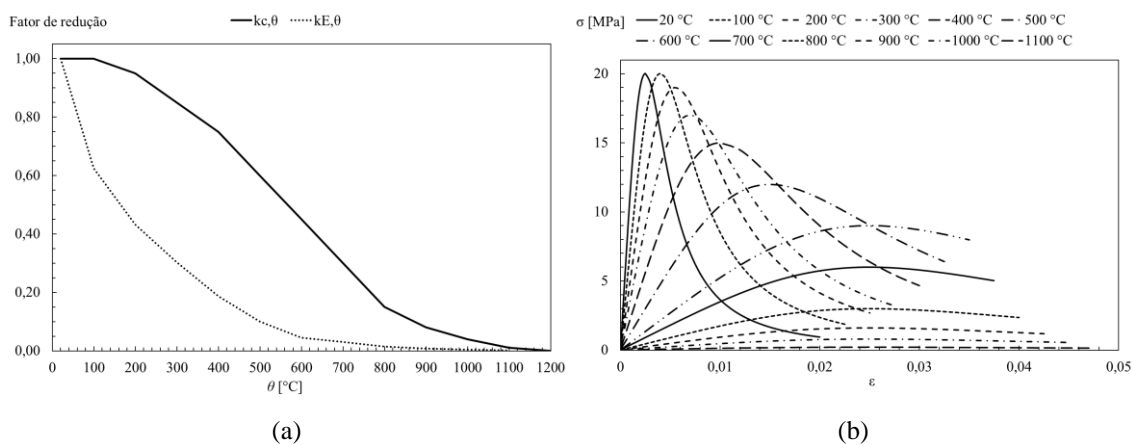 Fator de redução kc,θ kE,θ
1,00
0,80
0,60
0,40
0,20
0,00
0 100 200 300 400 500 600 700 800 900 1000 1100 1200
θ [°C]
(a)
σ [MPa] 20 °C 100 °C 200 °C 300 °C 400 °C 500 °C
600 °C 700 °C 800 °C 900 °C 1000 °C 1100 °C
20
15
10
5
0
0 0,01 0,02 0,03 0,04 0,05
ε
(b)